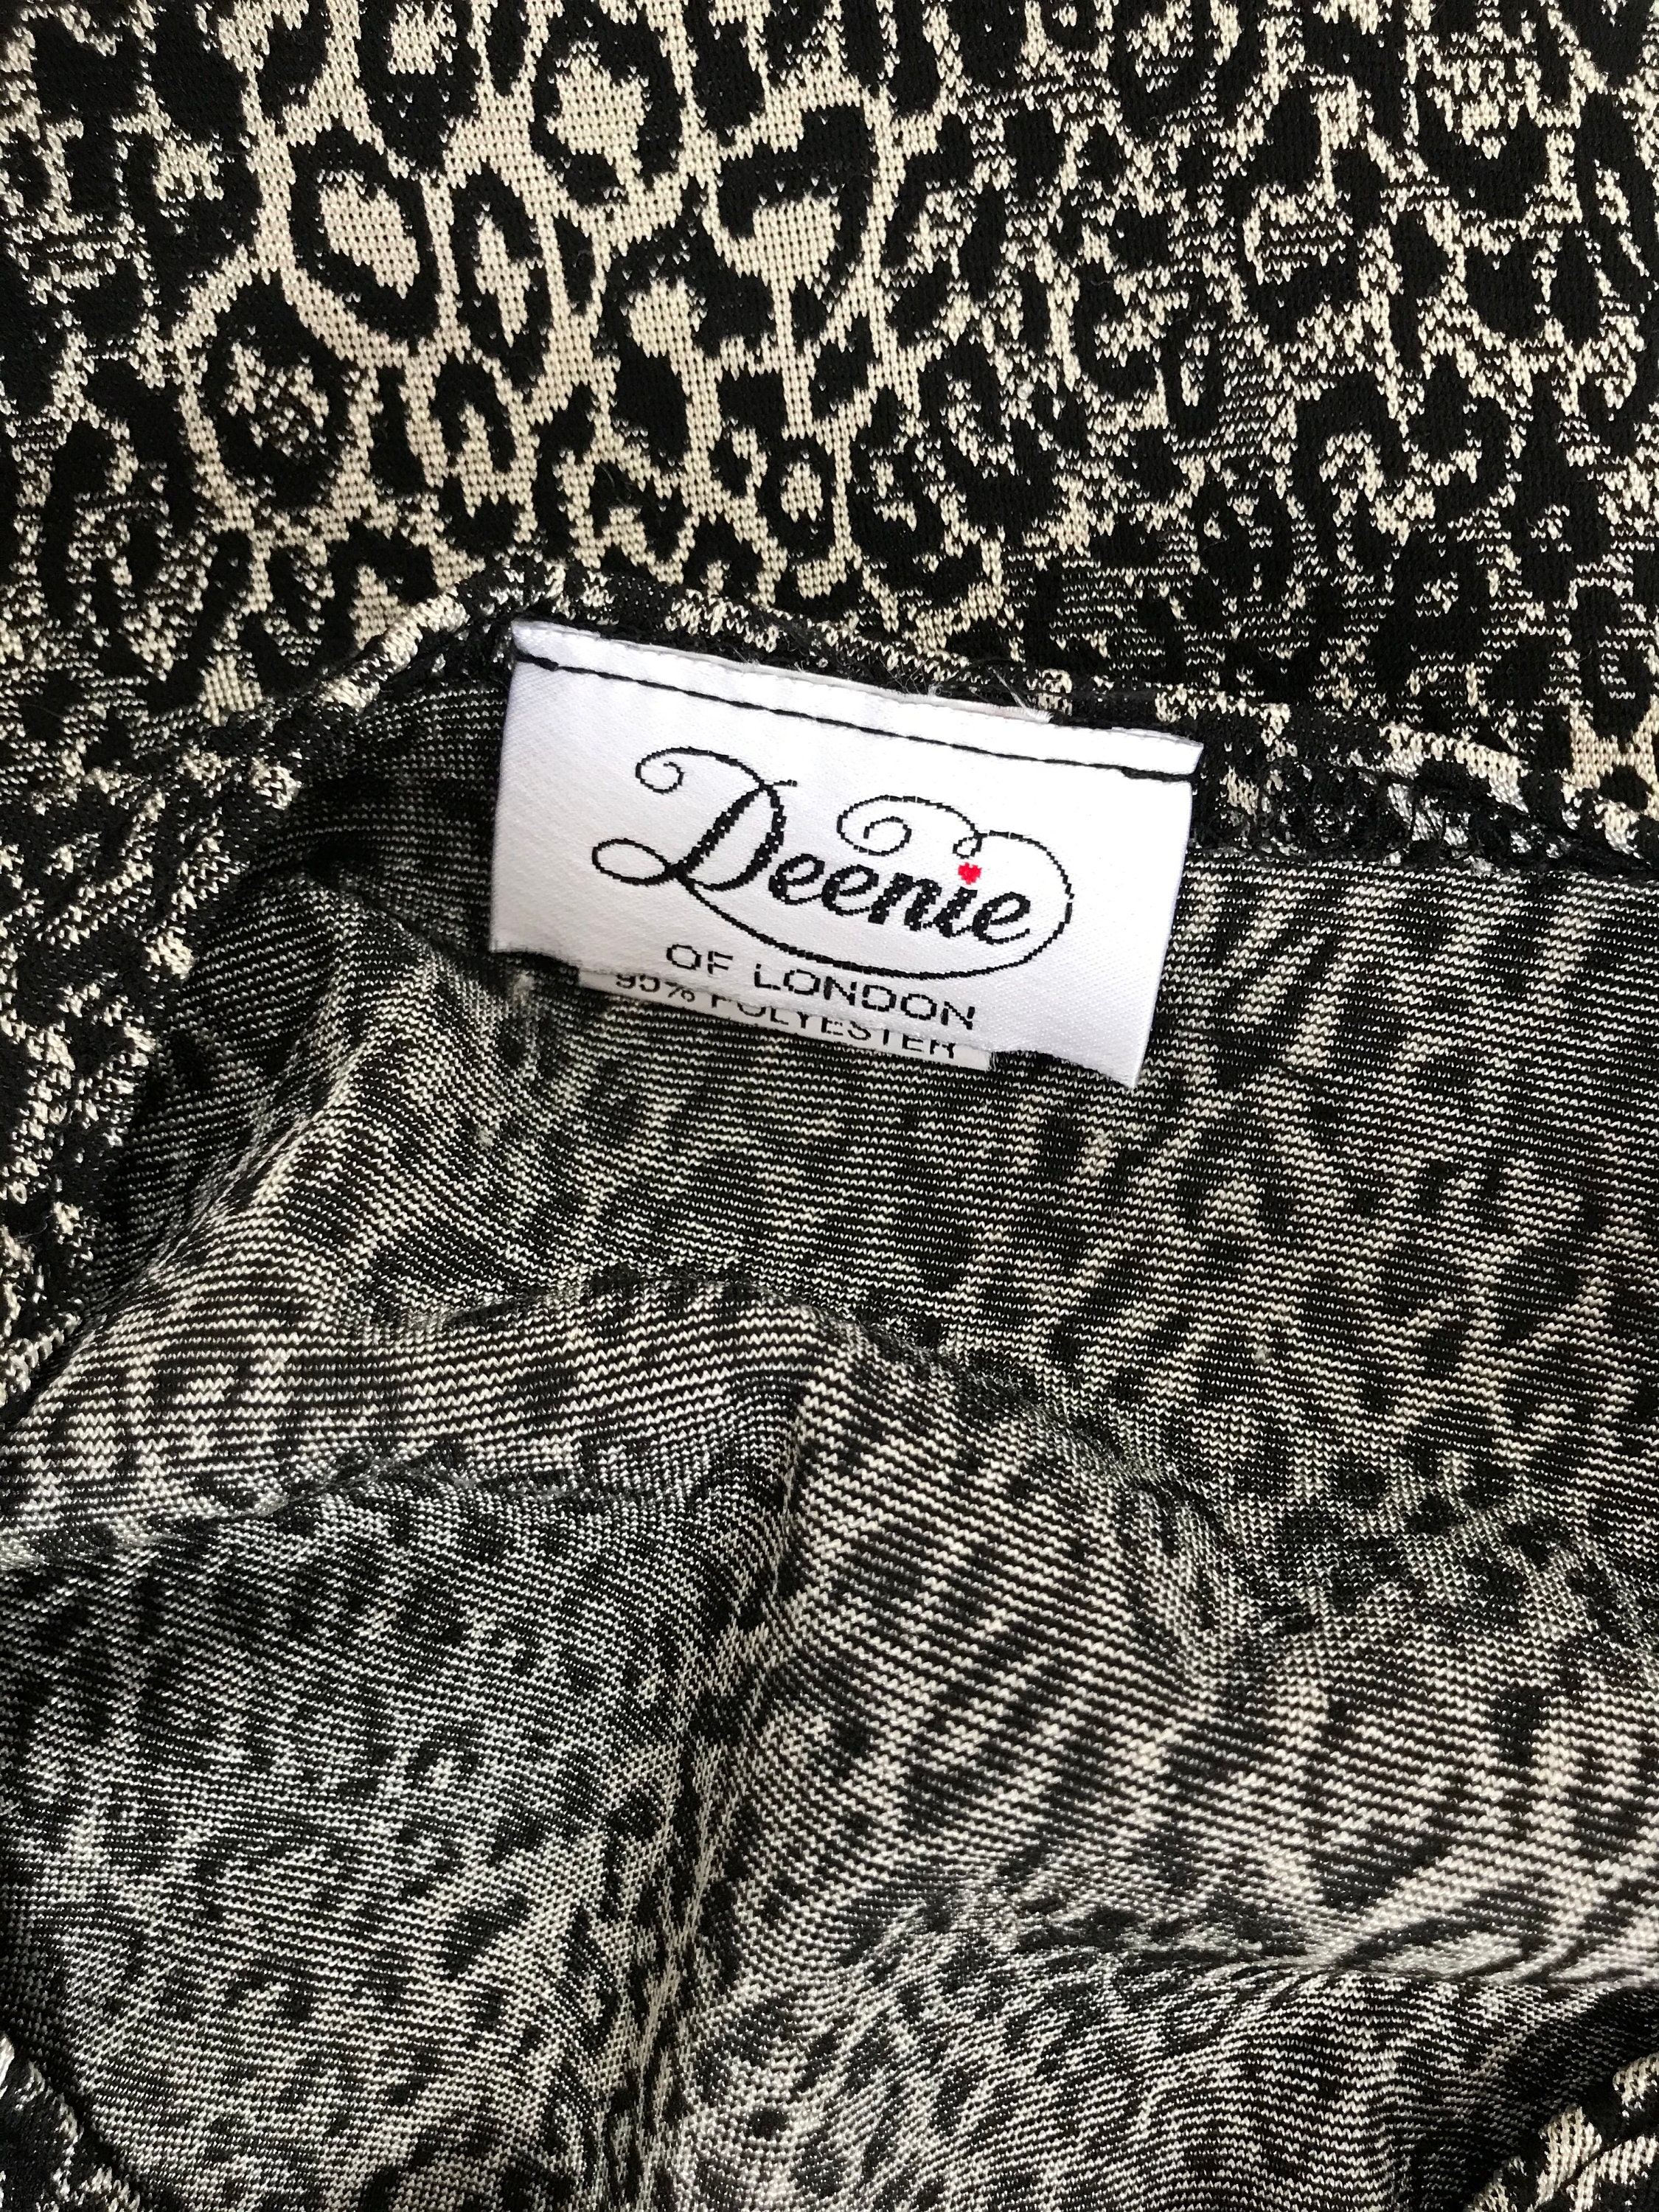 Deenie
OF LONDON
95% POLYESTER